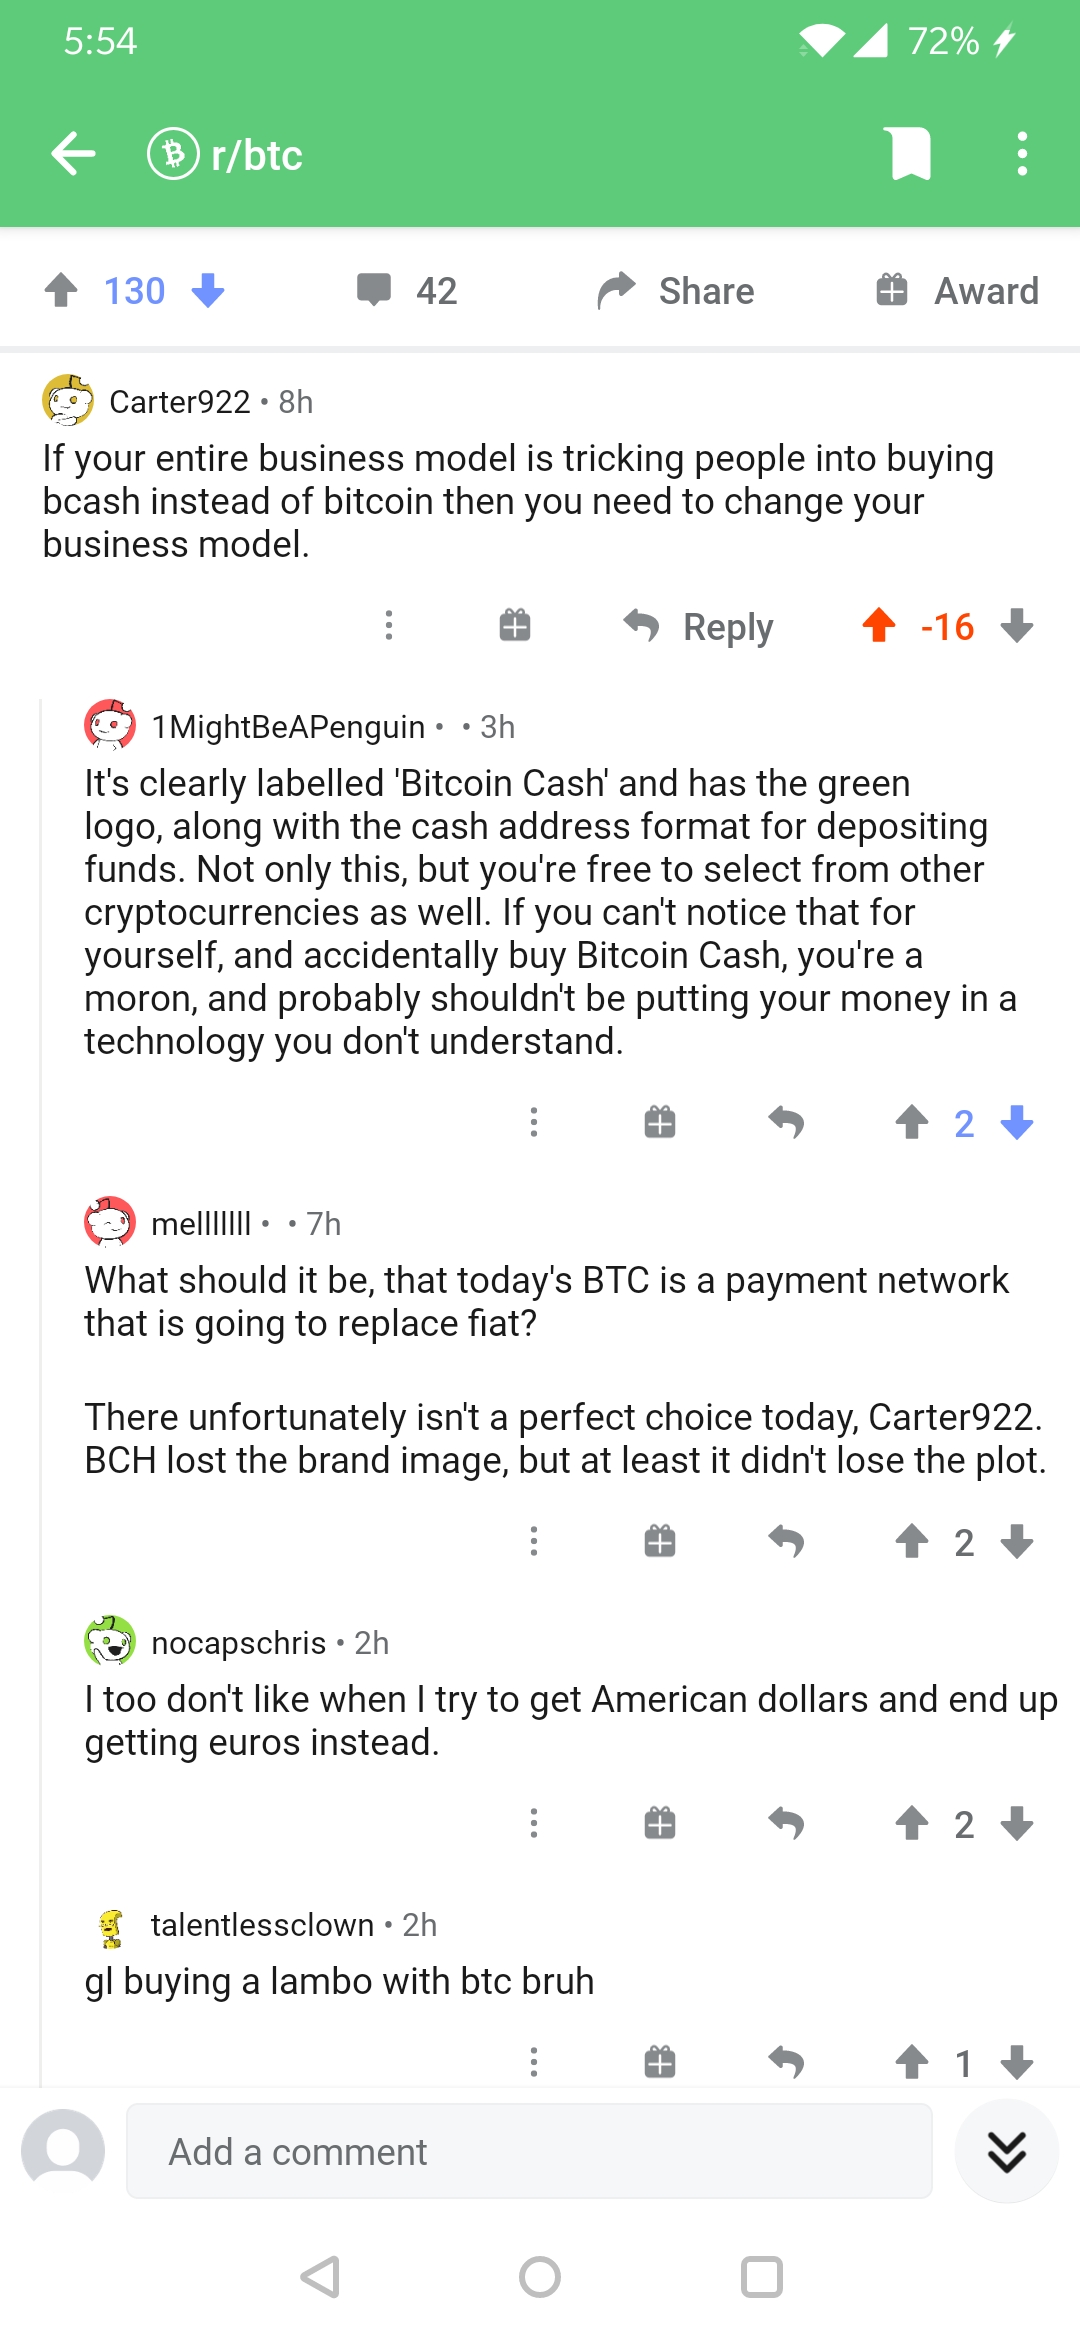 5:54
72%
r/btc
130
42
Share
Award
Carter922 • 8h
If your entire business model is tricking people into buying
bcash instead of bitcoin then you need to change your
business model.
Reply
-16
1MightBeAPenguin • • 3h
It's clearly labelled 'Bitcoin Cash' and has the green
logo, along with the cash address format for depositing
funds. Not only this, but you're free to select from other
cryptocurrencies as well. If you can't notice that for
yourself, and accidentally buy Bitcoin Cash, you're a
moron, and probably shouldn't be putting your money in a
technology you don't understand.
2
melllllll • • 7h
What should it be, that today's BTC is a payment network
that is going to replace fiat?
There unfortunately isn't a perfect choice today, Carter922.
BCH lost the brand image, but at least it didn't lose the plot.
2
nocapschris • 2h
I too don't like when I try to get American dollars and end up
getting euros instead.
2
talentlessclown • 2h
gl buying a lambo with btc bruh
1
Add a comment